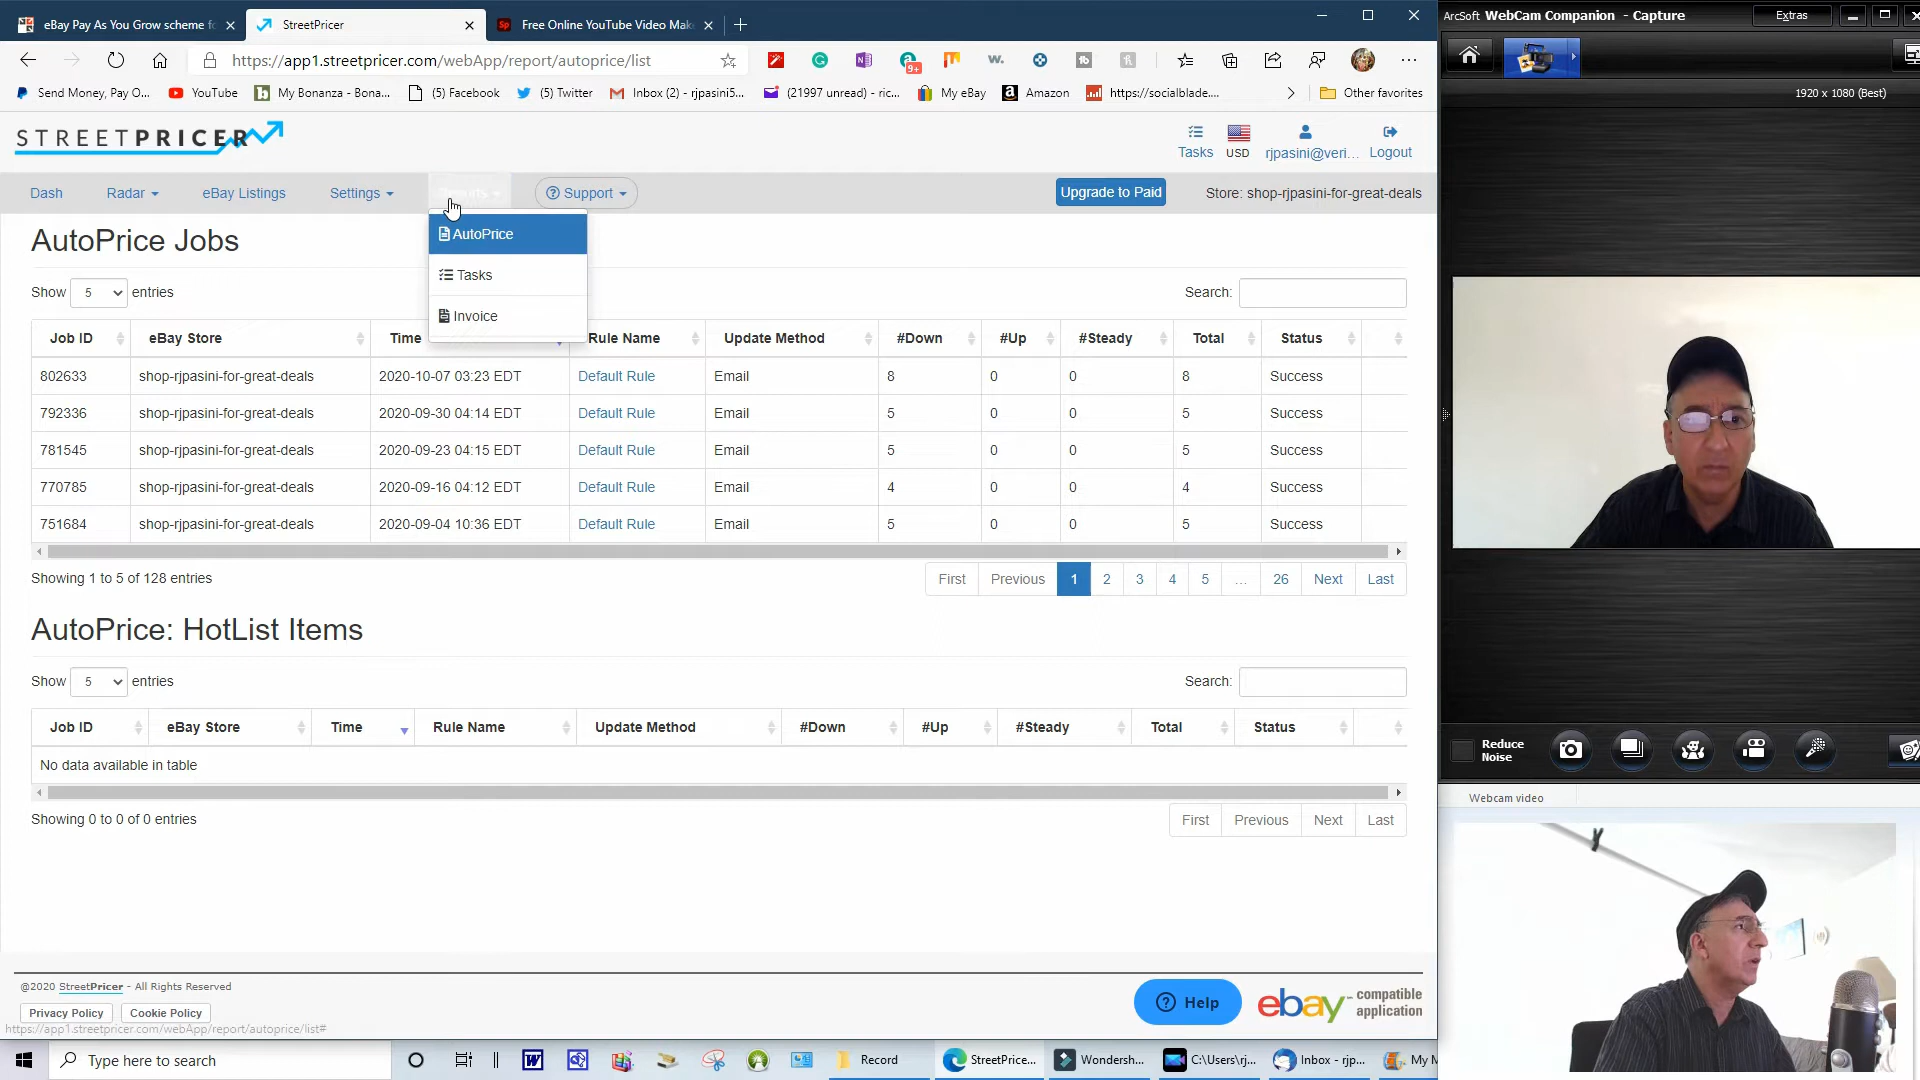 eBay Pay As You Grow scheme fo
StreetPricer
Free Online YouTube Video Mak
ArcSoft WebCam Companion - Capture
Extras
https://app1.streetpricer.com/webApp/report/autoprice/list
9+
Send Money, Pay O...
YouTube
My Bonanza - Bona...
(5) Facebook
(5) Twitter
Inbox (2) - rjpasini5...
(21997 unread) - ric...
My eBay
Amazon
https://socialblade....
Other favorites
1920 x 1080 (Best)
STREETPRICER
Tasks
USD
rjpasini@veri...
Logout
Dash
Radar
eBay Listings
Settings
Support
Upgrade to Paid
Store: shop-rjpasini-for-great-deals
AutoPrice
Tasks
Invoice
AutoPrice Jobs
Show 5 entries
Search:
Job ID eBay Store Time Rule Name Update Method #Down #Up #Steady Total Status
802633 shop-rjpasini-for-great-deals 2020-10-07 03:23 EDT Default Rule Email 8 0 0 8 Success
792336 shop-rjpasini-for-great-deals 2020-09-30 04:14 EDT Default Rule Email 5 0 0 5 Success
781545 shop-rjpasini-for-great-deals 2020-09-23 04:15 EDT Default Rule Email 5 0 0 5 Success
770785 shop-rjpasini-for-great-deals 2020-09-16 04:12 EDT Default Rule Email 4 0 0 4 Success
751684 shop-rjpasini-for-great-deals 2020-09-04 10:36 EDT Default Rule Email 5 0 0 5 Success
Showing 1 to 5 of 128 entries
First Previous 1 2 3 4 5 … 26 Next Last
AutoPrice: HotList Items
Show 5 entries
Search:
Job ID eBay Store Time Rule Name Update Method #Down #Up #Steady Total Status
No data available in table
Showing 0 to 0 of 0 entries
First Previous Next Last
Reduce
Noise
Webcam video
@2020 StreetPricer - All Rights Reserved
Privacy Policy
Cookie Policy
https://app1.streetpricer.com/webApp/report/autoprice/list#
Help
ebay compatible
application
Type here to search
Record
StreetPrice...
Wondersh...
C:\Users\rj...
Inbox - rjp...
My M